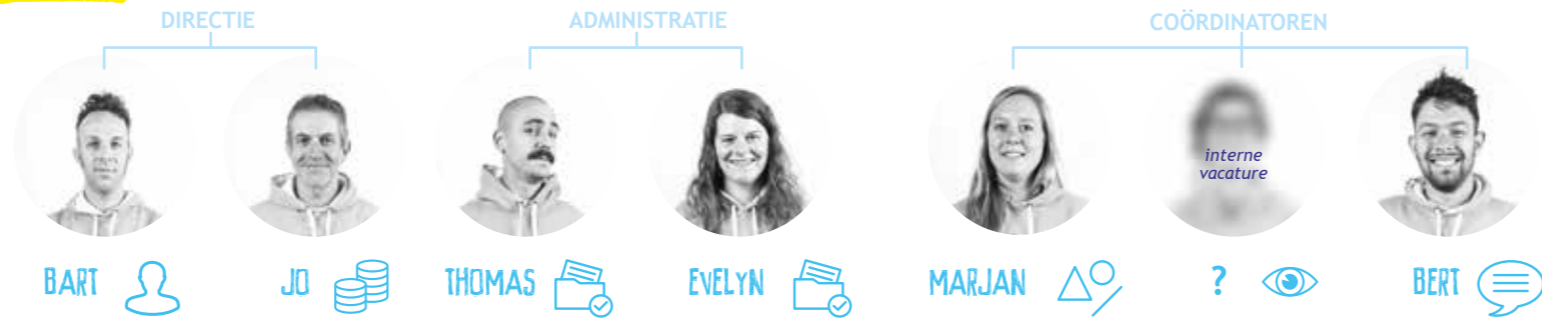 DIRECTIE
ADMINISTRATIE
COÖRDINATOREN
interne
vacature
BART
JO
THOMAS
EVELYN
MARJAN
?
BERT